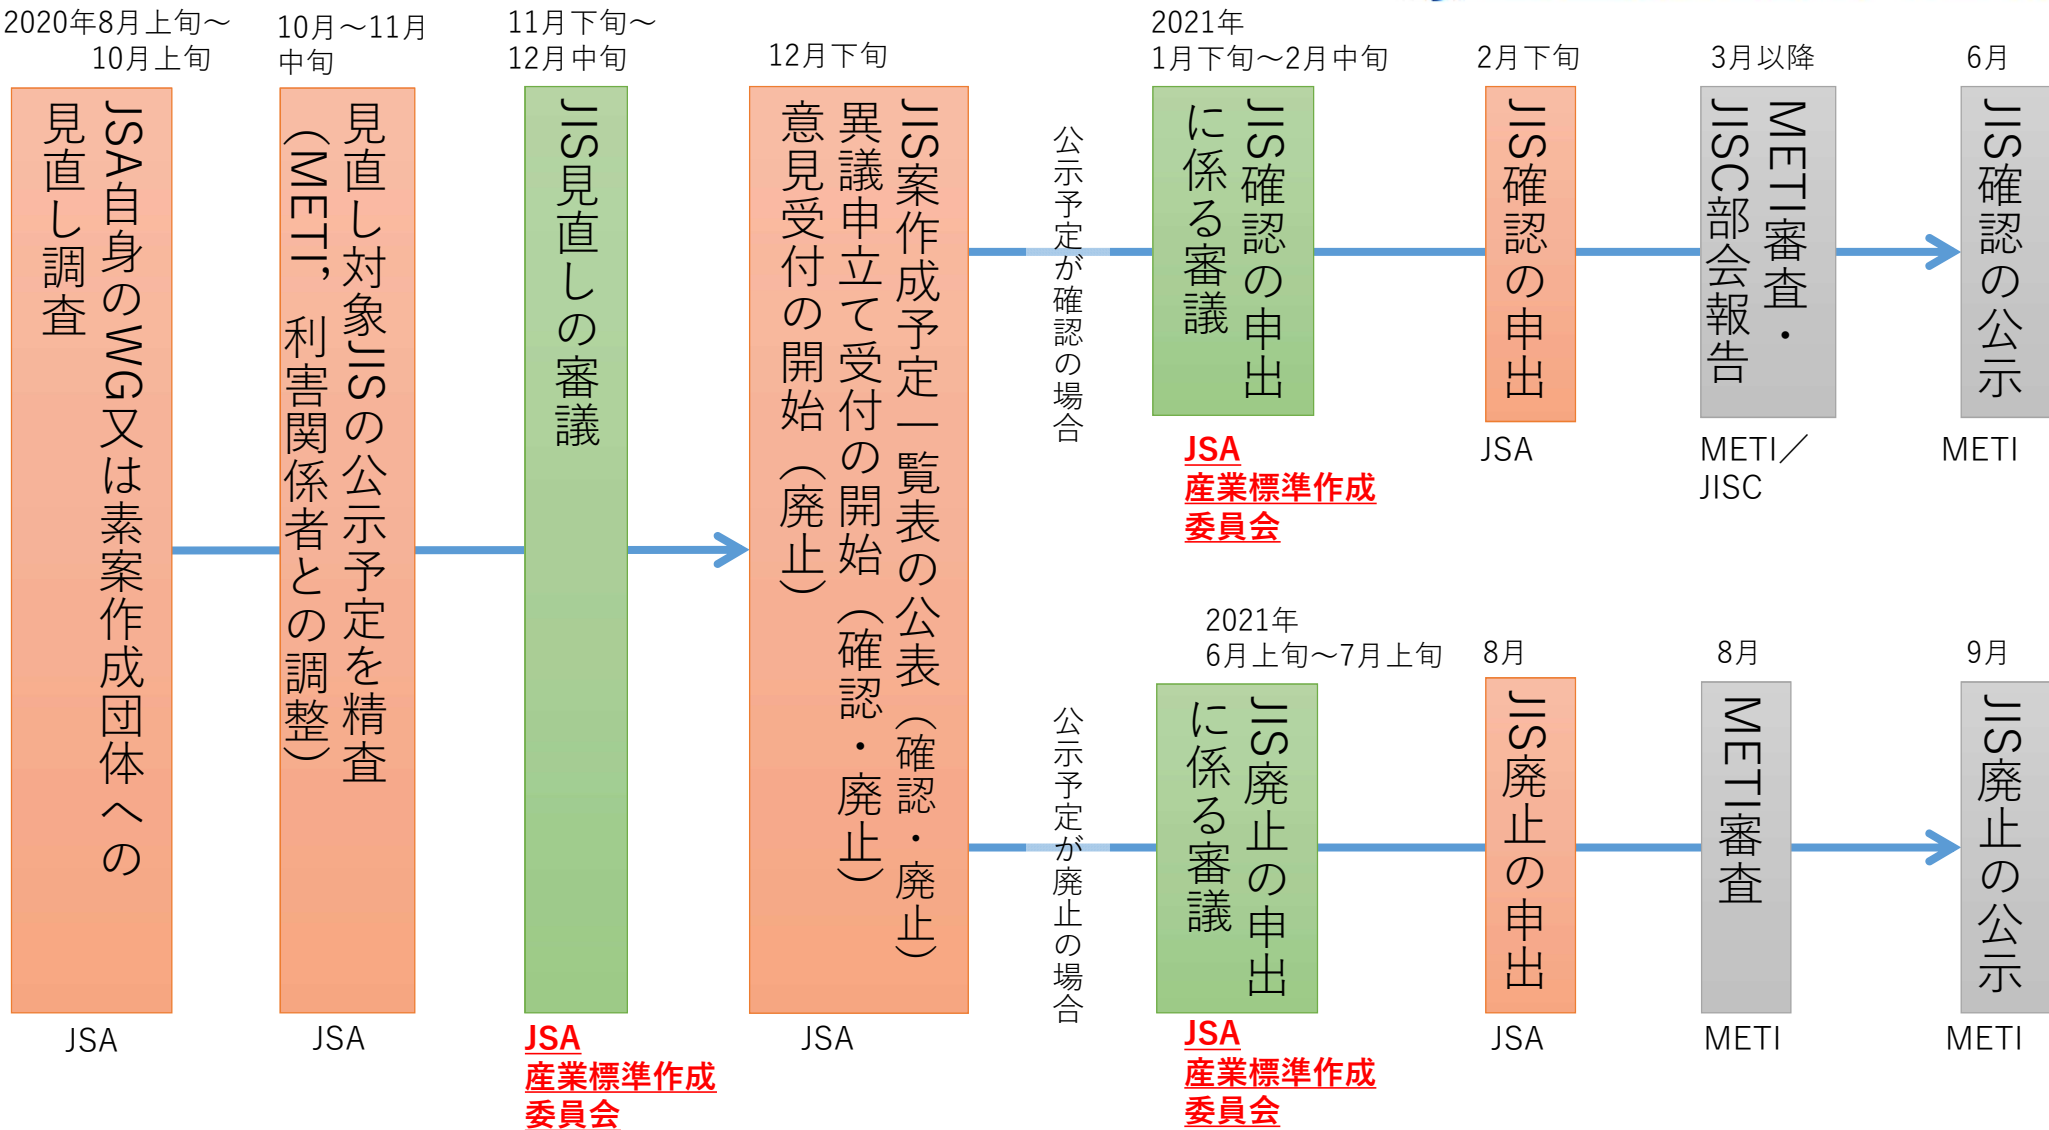 2020年8月上旬～
10月上旬
JSA自身のWG又は素案作成団体への
見直し調査
JSA
10月～11月
中旬
見直し対象JISの公示予定を精査
（METI，利害関係者との調整）
JSA
11月下旬～
12月中旬
JIS見直しの審議
JSA
産業標準作成
委員会
12月下旬
JIS案作成予定一覧表の公表（確認・廃止）
異議申立て受付の開始（確認・廃止）
意見受付の開始（廃止）
JSA
公示予定が確認の場合
2021年
1月下旬～2月中旬
JIS確認の申出
に係る審議
JSA
産業標準作成
委員会
2月下旬
JIS確認の申出
JSA
3月以降
METI審査・
JISC部会報告
METI／
JISC
6月
JIS確認の公示
METI
公示予定が廃止の場合
2021年
6月上旬～7月上旬
JIS廃止の申出
に係る審議
JSA
産業標準作成
委員会
8月
JIS廃止の申出
JSA
8月
METI審査
METI
9月
JIS廃止の公示
METI